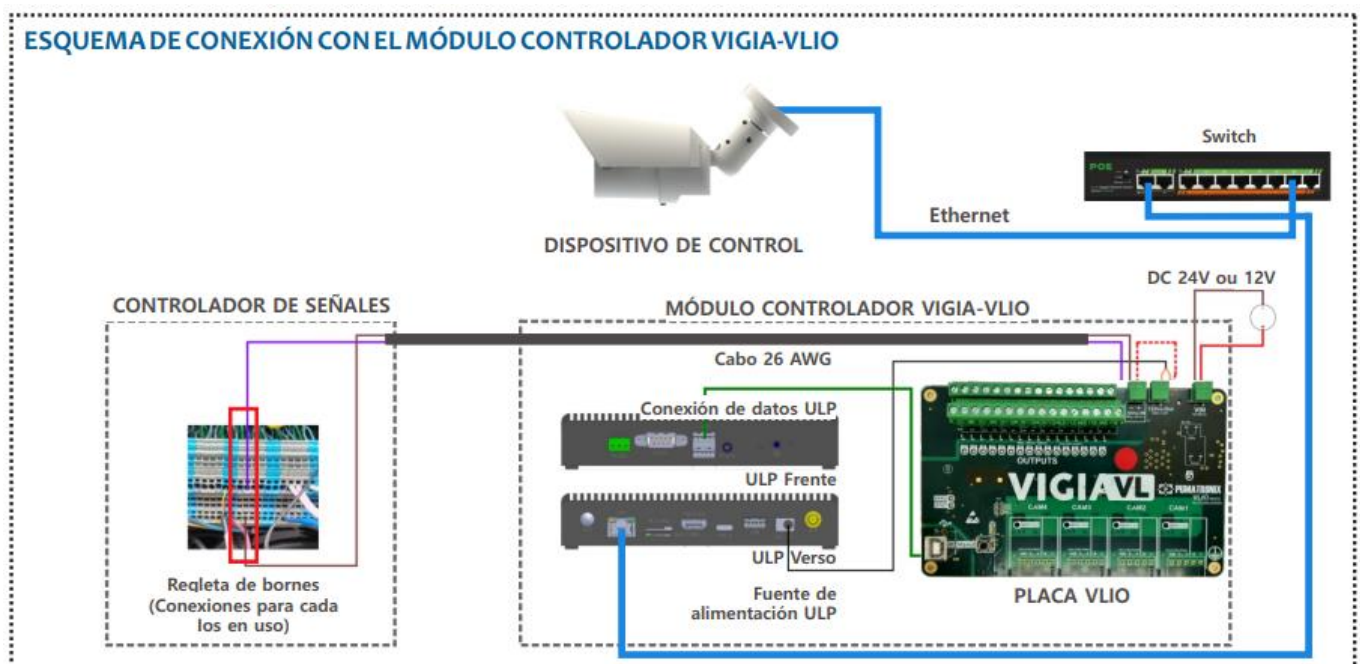 ESQUEMA DE CONEXIÓN CON EL MÓDULO CONTROLADOR VIGIA-VLIO
Switch
POE
Ethernet
DISPOSITIVO DE CONTROL
DC 24V ou 12V
CONTROLADOR DE SEÑALES
MÓDULO CONTROLADOR VIGIA-VLIO
Cabo 26 AWG
Conexión de datos ULP
OUTPUTS
ULP Frente
VIGIAVL
PUMATRONIX
CAM4
CAM3
CAM2
CAM1
ULP Verso
Regleta de bornes
(Conexiones para cada
los en uso)
Fuente de
alimentación ULP
PLACA VLIO